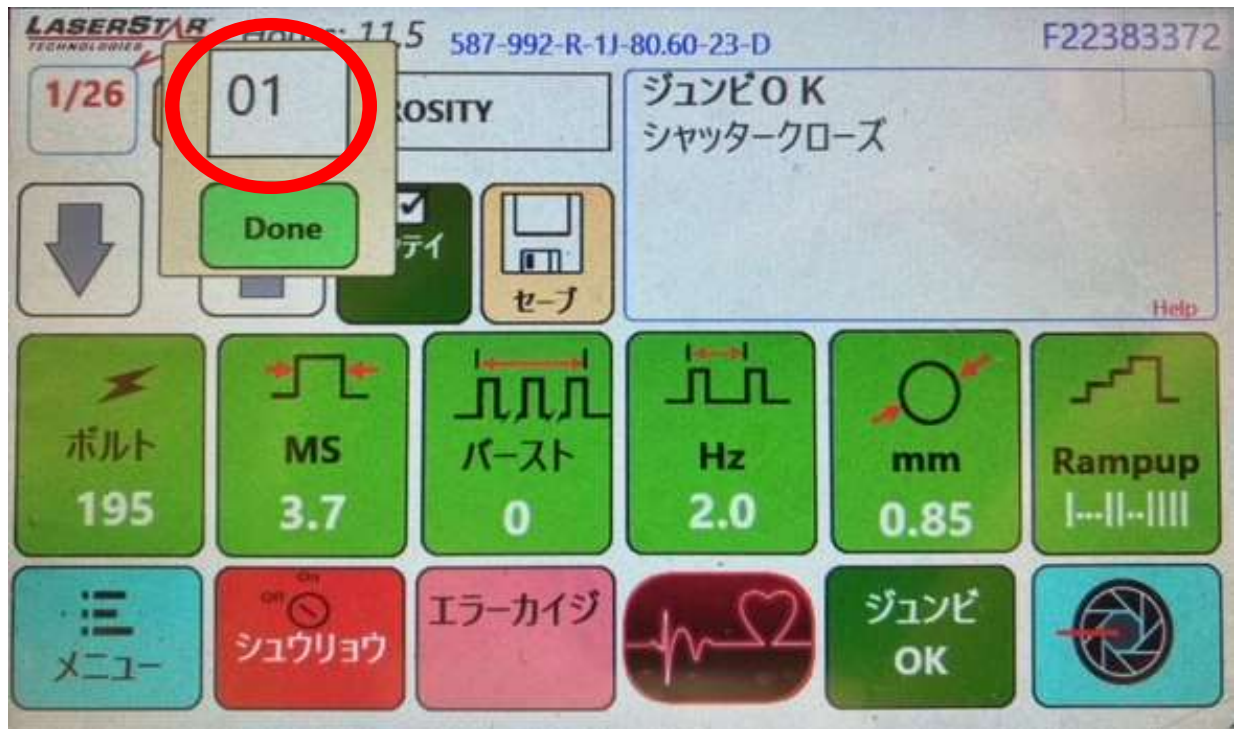 LASERSTAR
TECHNOLOGIES
Hours: 11.5
587-992-R-1J-80.60-23-D
F22383372
1/26
01
Done
OSITY
ジュンビOK
シャッタークローズ
Help
テイ
セーブ
ボルト
195
MS
3.7
バースト
0
Hz
2.0
mm
0.85
Rampup
|...||..||||
メニュー
On
Off
シュウリョウ
エラーカイジ
ジュンビ
OK